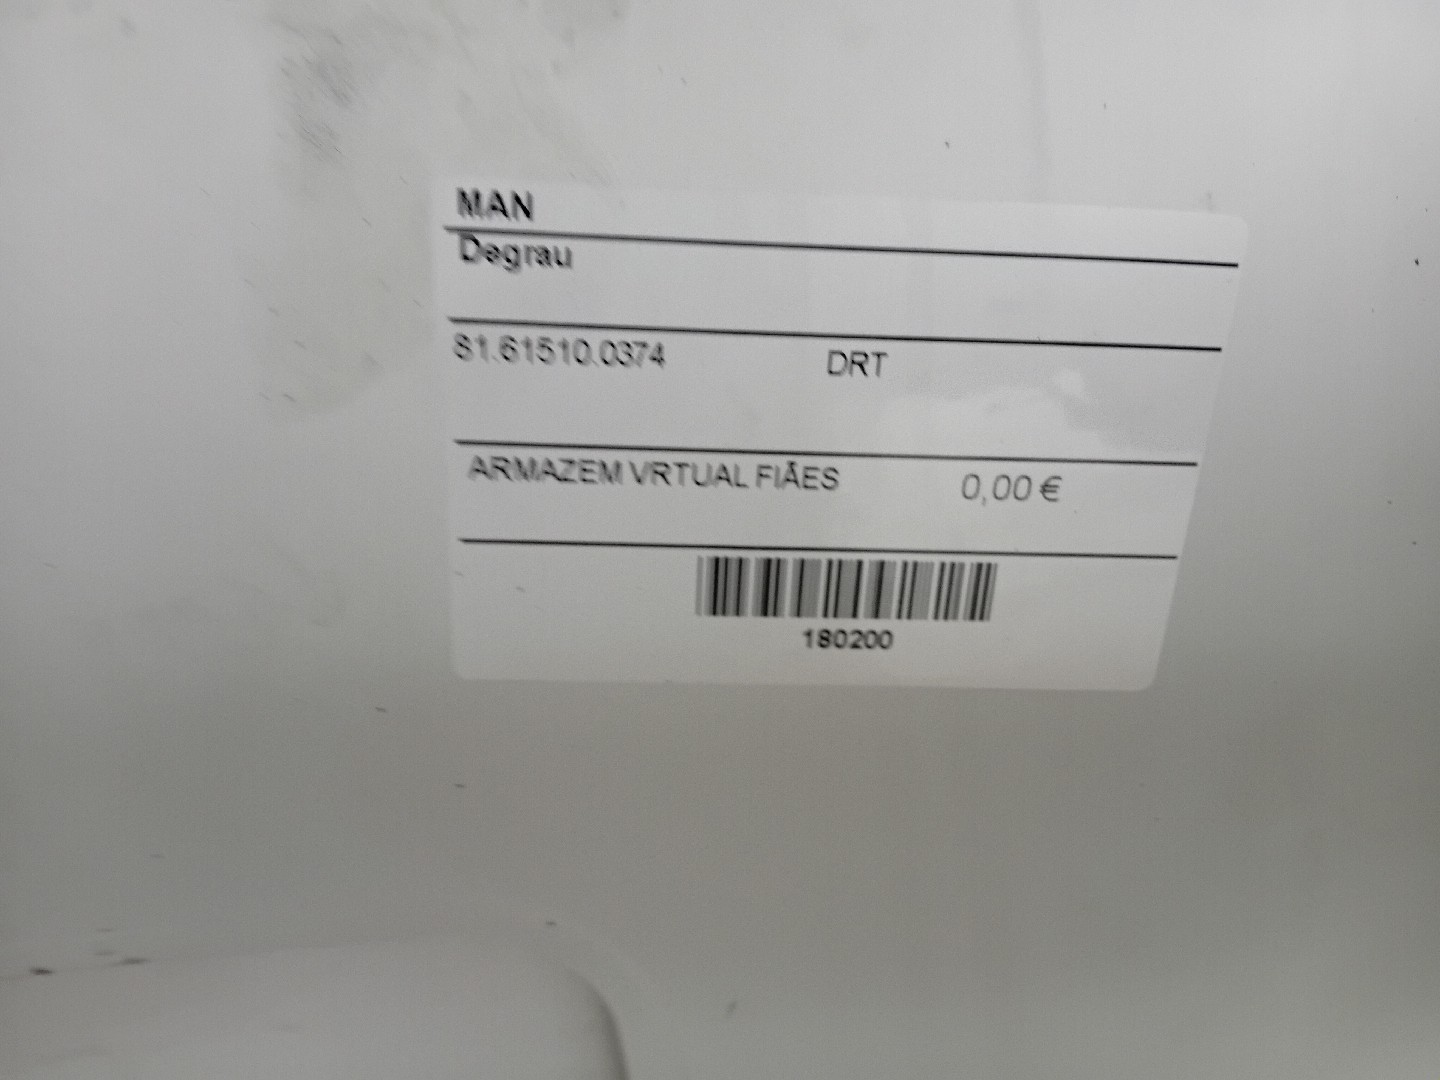 MAN
Degrau
81.61510.0374 DRT
ARMAZEM VRTUAL FIÃES 0,00 €
180200